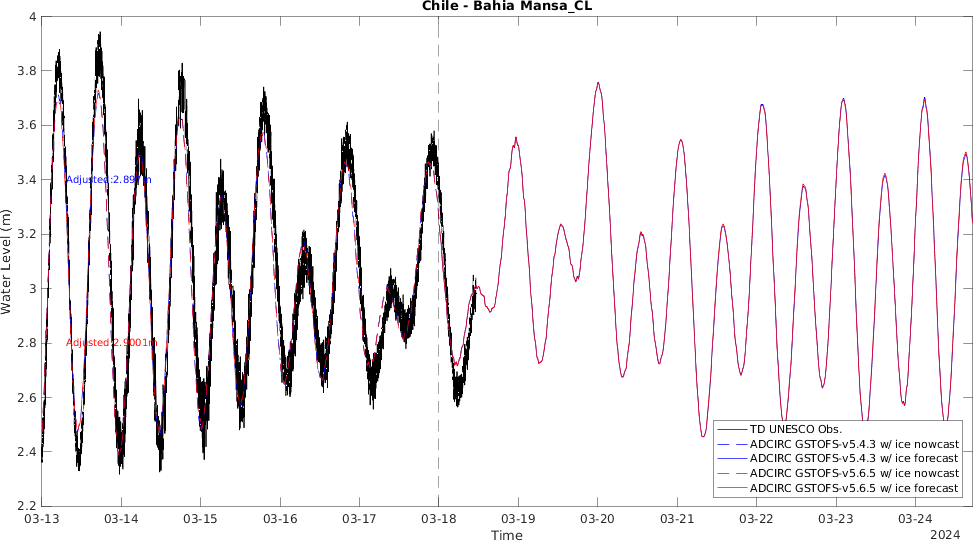 Chile - Bahia Mansa_CL
Water Level (m)
4
3.8
3.6
3.4
3.2
3
2.8
2.6
2.4
2.2
Adjusted:2.897m
Adjusted:2.9001m
TD UNESCO Obs.
ADCIRC GSTOFS-v5.4.3 w/ ice nowcast
ADCIRC GSTOFS-v5.4.3 w/ ice forecast
ADCIRC GSTOFS-v5.6.5 w/ ice nowcast
ADCIRC GSTOFS-v5.6.5 w/ ice forecast
03-13 03-14 03-15 03-16 03-17 03-18 03-19 03-20 03-21 03-22 03-23 03-24
Time
2024